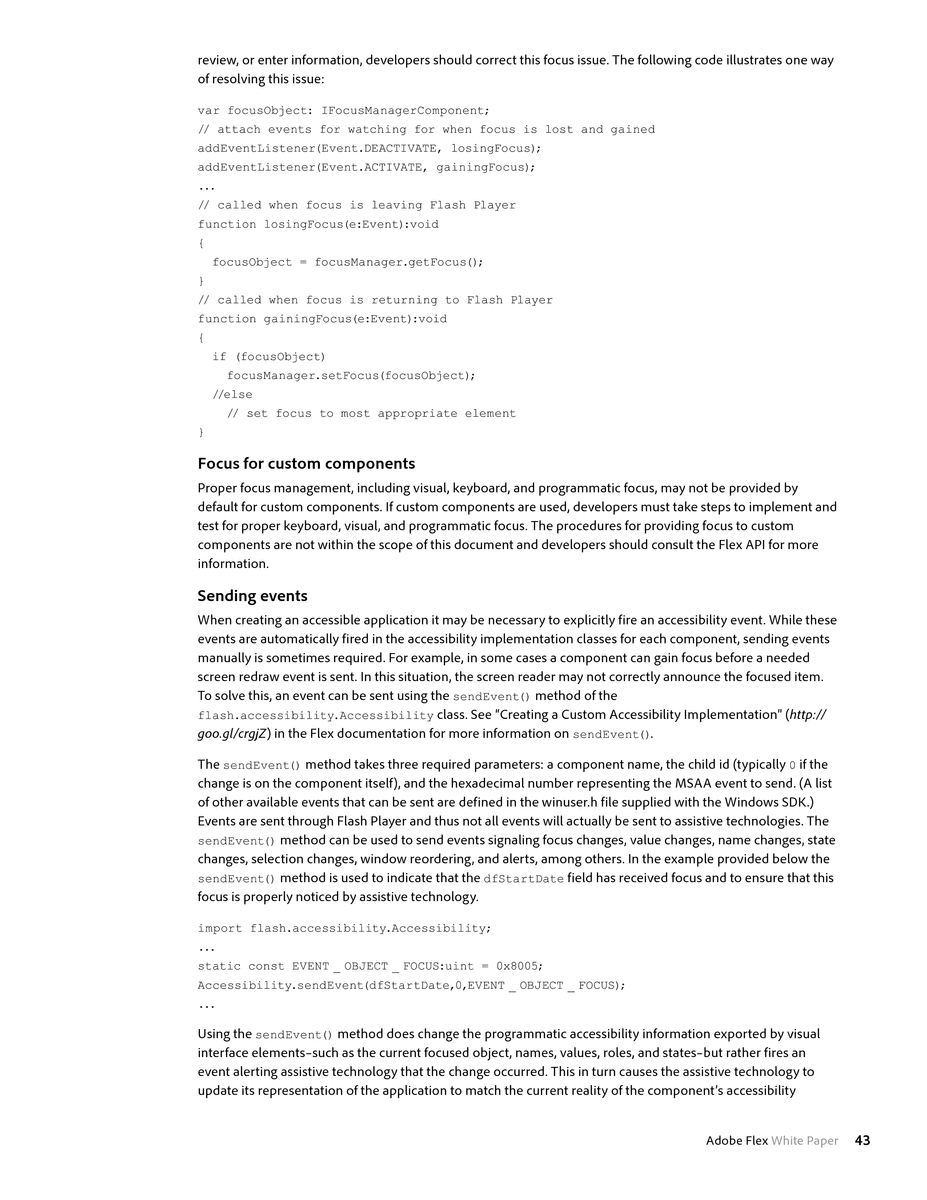 review, or enter information, developers should correct this focus issue. The following code illustrates one way
of resolving this issue:
var focusObject: IFocusManagerComponent;
// attach events for watching for when focus is lost and gained
addEventListener(Event.DEACTIVATE, losingFocus);
addEventListener(Event.ACTIVATE, gainingFocus);
...
// called when focus is leaving Flash Player
function losingFocus(e:Event):void
{
  focusObject = focusManager.getFocus();
}
// called when focus is returning to Flash Player
function gainingFocus(e:Event):void
{
  if (focusObject)
    focusManager.setFocus(focusObject);
  //else
    // set focus to most appropriate element
}
Focus for custom components
Proper focus management, including visual, keyboard, and programmatic focus, may not be provided by
default for custom components. If custom components are used, developers must take steps to implement and
test for proper keyboard, visual, and programmatic focus. The procedures for providing focus to custom
components are not within the scope of this document and developers should consult the Flex API for more
information.
Sending events
When creating an accessible application it may be necessary to explicitly fire an accessibility event. While these
events are automatically fired in the accessibility implementation classes for each component, sending events
manually is sometimes required. For example, in some cases a component can gain focus before a needed
screen redraw event is sent. In this situation, the screen reader may not correctly announce the focused item.
To solve this, an event can be sent using the sendEvent() method of the
flash.accessibility.Accessibility class. See "Creating a Custom Accessibility Implementation" (http://
goo.gl/crgjZ) in the Flex documentation for more information on sendEvent().
The sendEvent() method takes three required parameters: a component name, the child id (typically 0 if the
change is on the component itself), and the hexadecimal number representing the MSAA event to send. (A list
of other available events that can be sent are defined in the winuser.h file supplied with the Windows SDK.)
Events are sent through Flash Player and thus not all events will actually be sent to assistive technologies. The
sendEvent() method can be used to send events signaling focus changes, value changes, name changes, state
changes, selection changes, window reordering, and alerts, among others. In the example provided below the
sendEvent() method is used to indicate that the dfStartDate field has received focus and to ensure that this
focus is properly noticed by assistive technology.
import flash.accessibility.Accessibility;
...
static const EVENT _ OBJECT _ FOCUS:uint = 0x8005;
Accessibility.sendEvent(dfStartDate,0,EVENT _ OBJECT _ FOCUS);
...
Using the sendEvent() method does change the programmatic accessibility information exported by visual
interface elements–such as the current focused object, names, values, roles, and states–but rather fires an
event alerting assistive technology that the change occurred. This in turn causes the assistive technology to
update its representation of the application to match the current reality of the component's accessibility
Adobe Flex White Paper 43